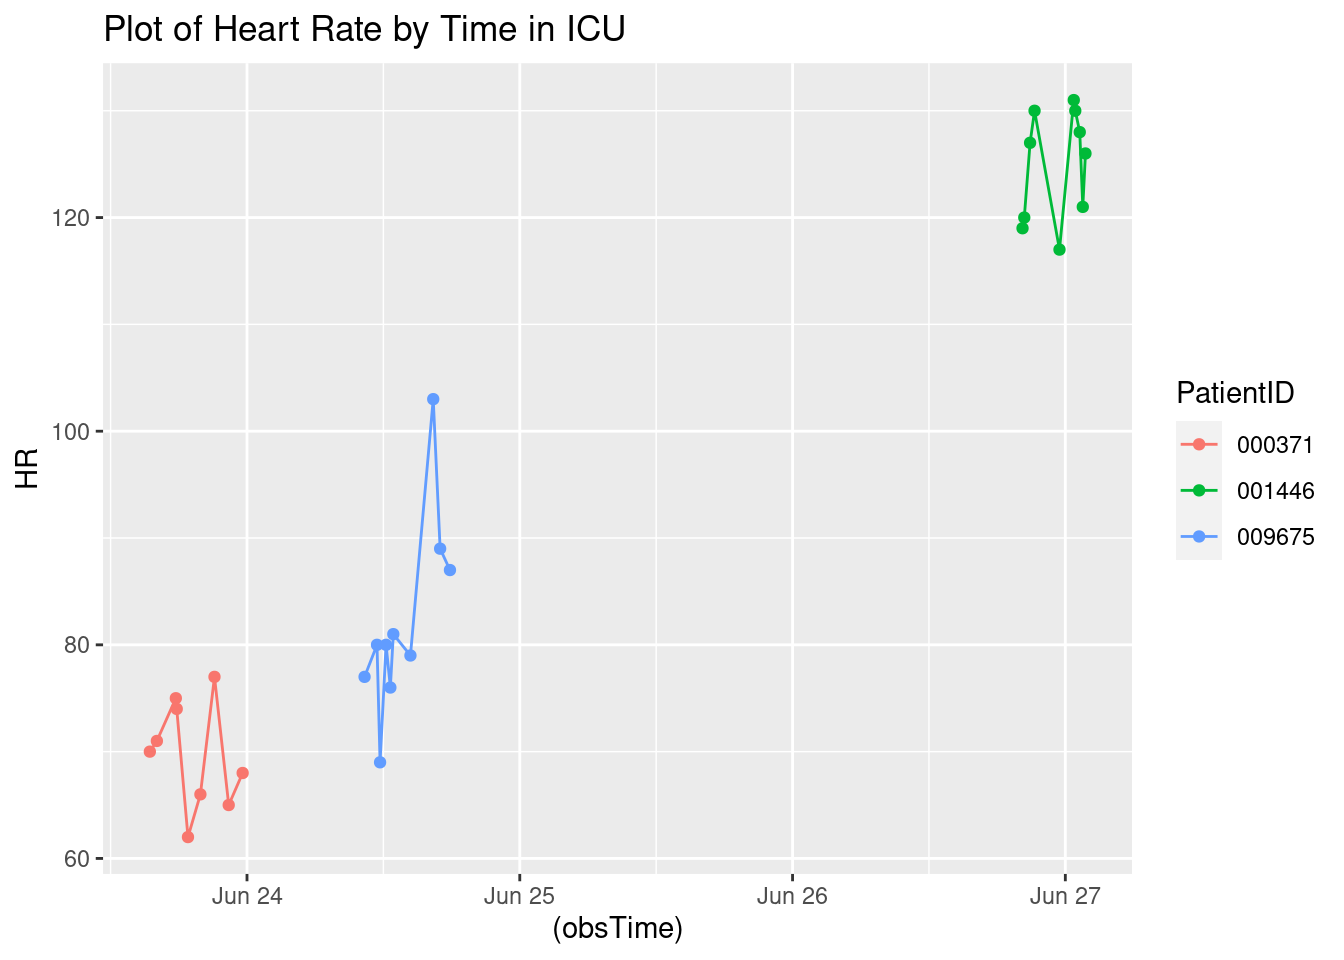 Plot of Heart Rate by Time in ICU
HR
120
100
80
60
Jun 24 Jun 25 Jun 26 Jun 27
(obsTime)
PatientID
000371
001446
009675